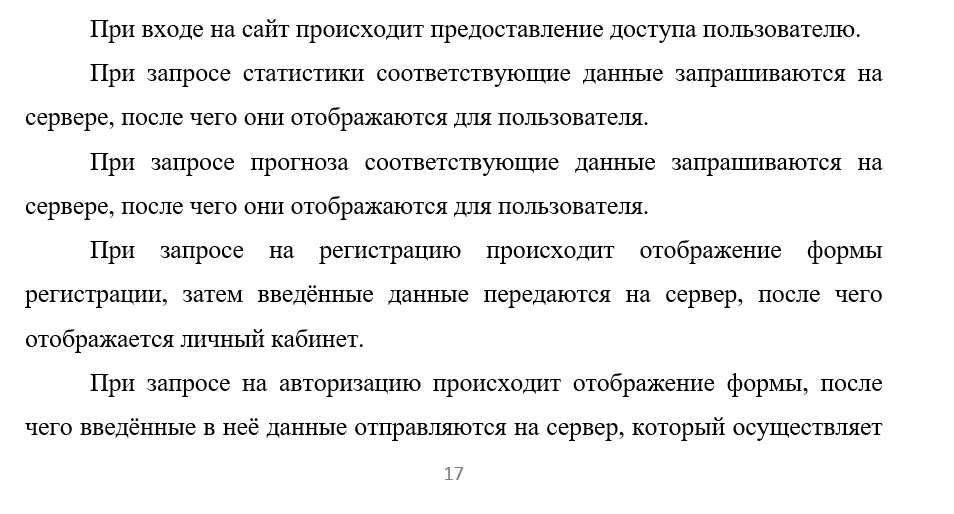 При входе на сайт происходит предоставление доступа пользователю.
При запросе статистики соответствующие данные запрашиваются на
сервере, после чего они отображаются для пользователя.
При запросе прогноза соответствующие данные запрашиваются на
сервере, после чего они отображаются для пользователя.
При запросе на регистрацию происходит отображение формы
регистрации, затем введённые данные передаются на сервер, после чего
отображается личный кабинет.
При запросе на авторизацию происходит отображение формы, после
чего введённые в неё данные отправляются на сервер, который осуществляет
17